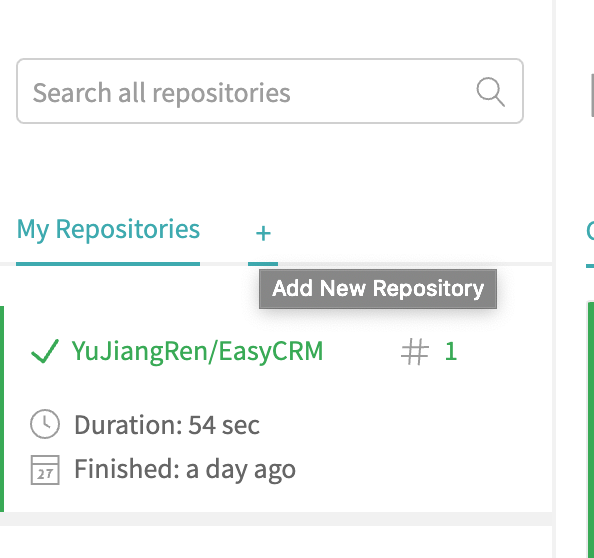 Search all repositories
My Repositories
+
Add New Repository
YuJiangRen/EasyCRM
# 1
Duration: 54 sec
27
Finished: a day ago